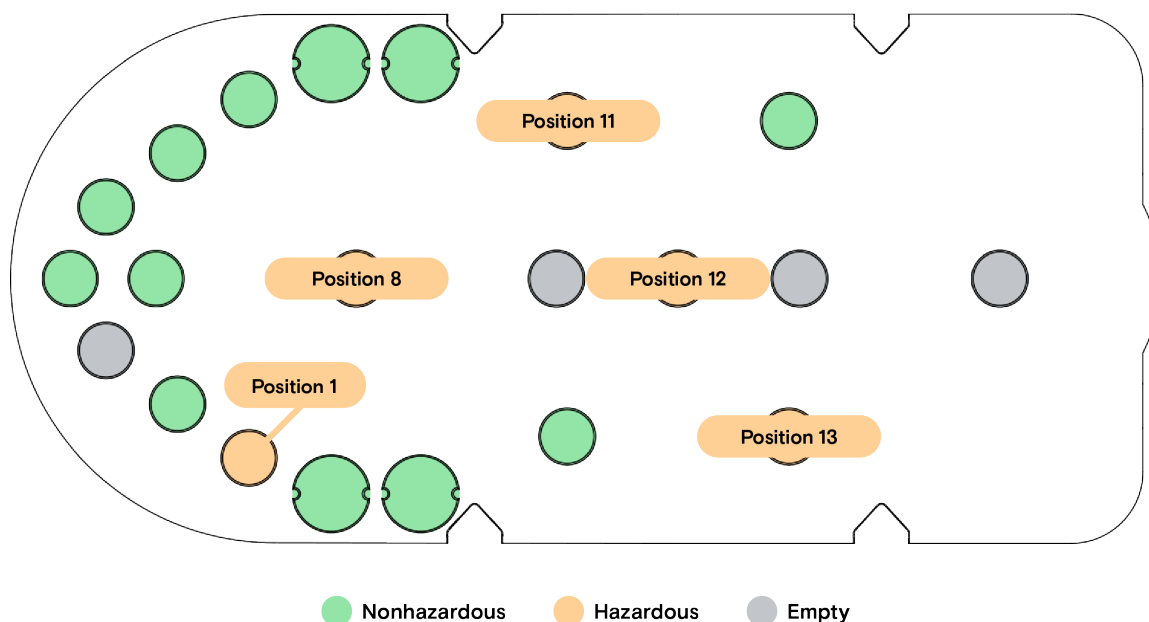 Position 11
Position 8
Position 12
Position 1
Position 13
Nonhazardous
Hazardous
Empty